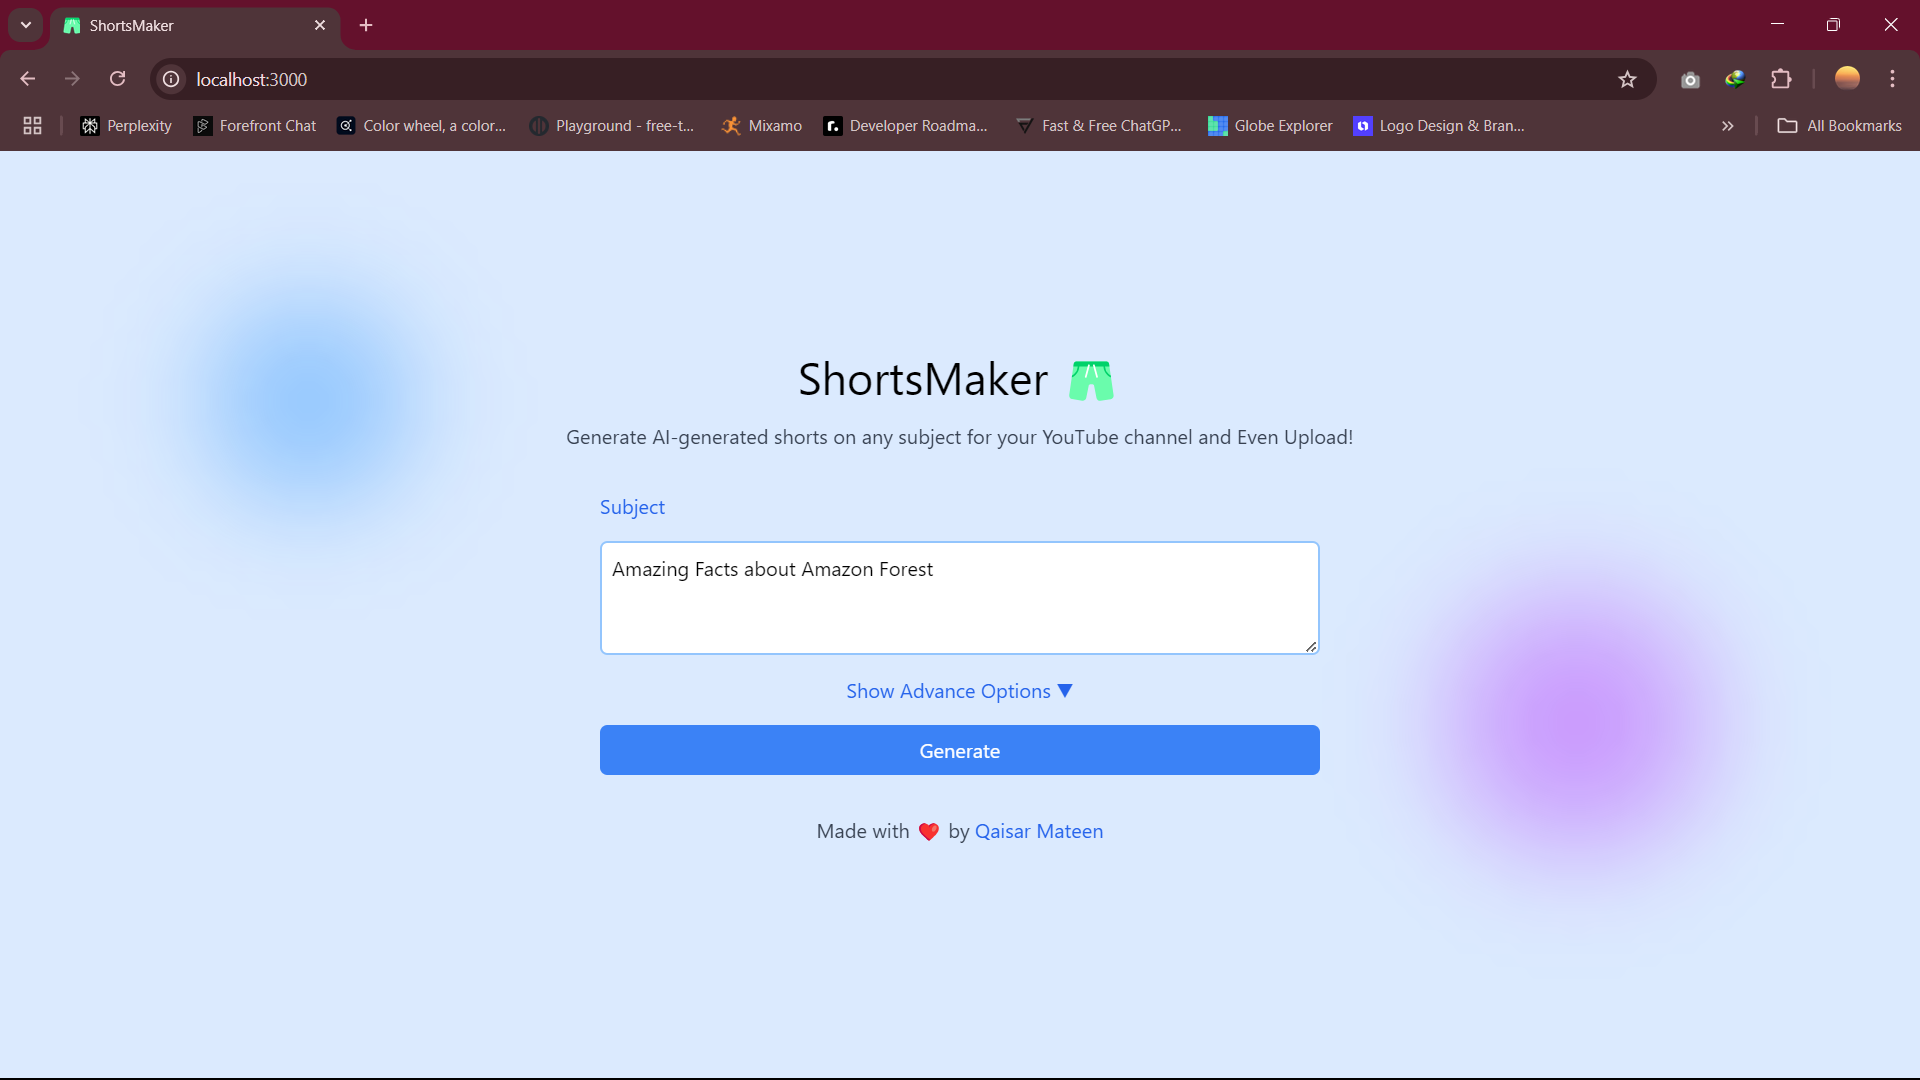 ShortsMaker
localhost:3000
Perplexity
Forefront Chat
Color wheel, a color...
Playground - free-t...
Mixamo
Developer Roadma...
Fast & Free ChatGP...
Globe Explorer
Logo Design & Bran...
All Bookmarks
ShortsMaker
Generate AI-generated shorts on any subject for your YouTube channel and Even Upload!
Subject
Amazing Facts about Amazon Forest
Show Advance Options ▼
Generate
Made with ❤️ by Qaisar Mateen